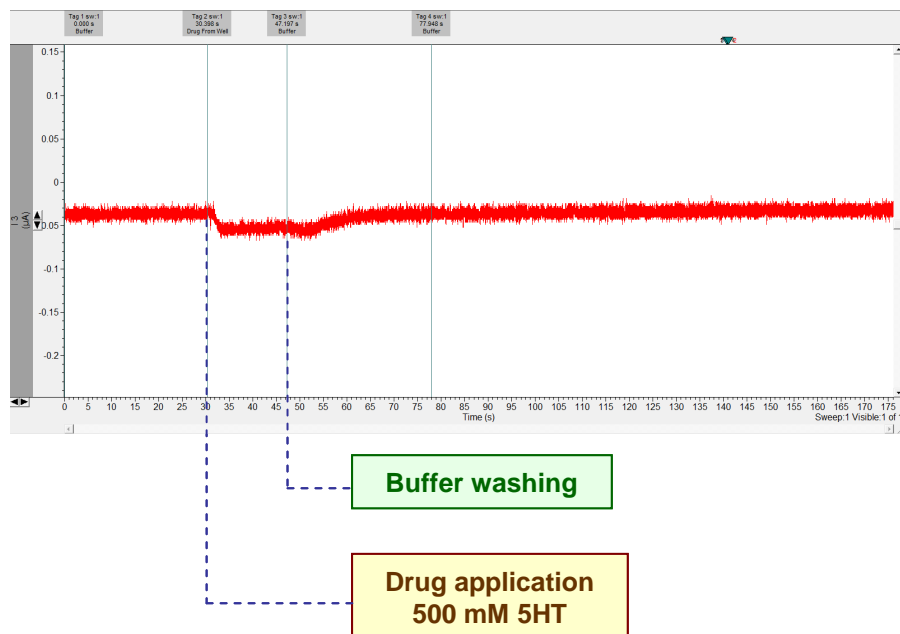 Tag 1 sw:1
0.000 s
Buffer
Tag 2 sw:1
30.398 s
Drug From Well
Tag 3 sw:1
47.197 s
Buffer
Tag 4 sw:1
77.948 s
Buffer
0.15
0.1
0.05
0
0.05
-0.1
-0.15
-0.2
I 3
(µA)
0 5 10 15 20 25 30 35 40 45 50 55 60 65 70 75 80 85 90 95 100 105 110 115 120 125 130 135 140 145 150 155 160 165 170 175
Time (s)
Sweep:1 Visible:1 of
Buffer washing
Drug application
500 mM 5HT